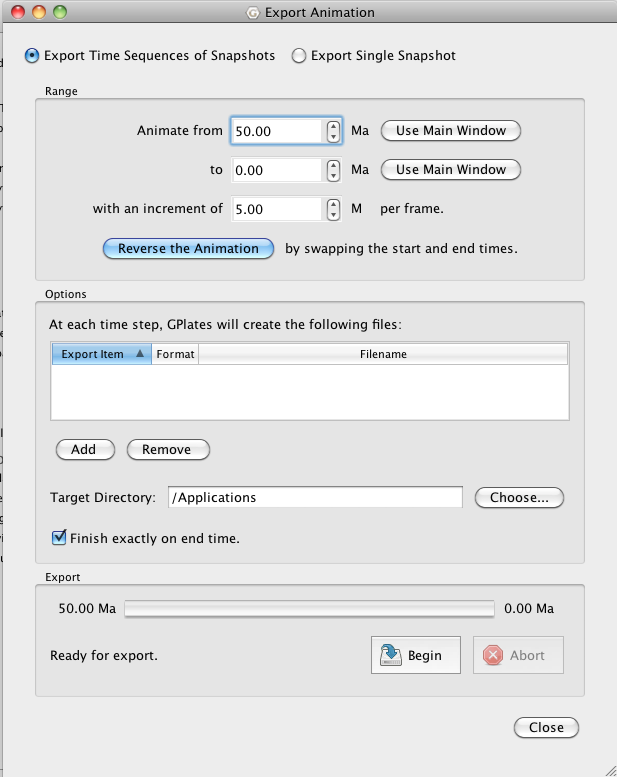 Export Animation
Export Time Sequences of Snapshots Export Single Snapshot
Range
Animate from 50.00 Ma Use Main Window
to 0.00 Ma Use Main Window
with an increment of 5.00 M per frame.
Reverse the Animation by swapping the start and end times.
Options
At each time step, GPlates will create the following files:
Export Item Format Filename
Add Remove
Target Directory: /Applications Choose...
Finish exactly on end time.
Export
50.00 Ma 0.00 Ma
Ready for export. Begin Abort
Close